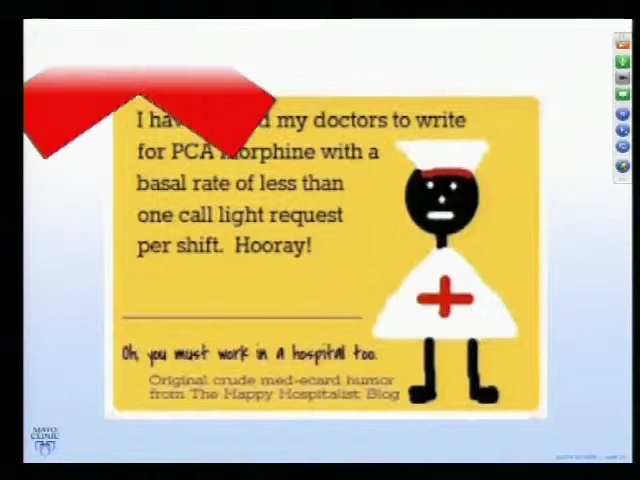 I hav my doctors to write
for PCA morphine with a
basal rate of less than
one call light request
per shift. Hooray!
Oh, you must work in a hospital too.
Original crude med-ecard humor
from The Happy Hospitalist Blog
MAYO
CLINIC